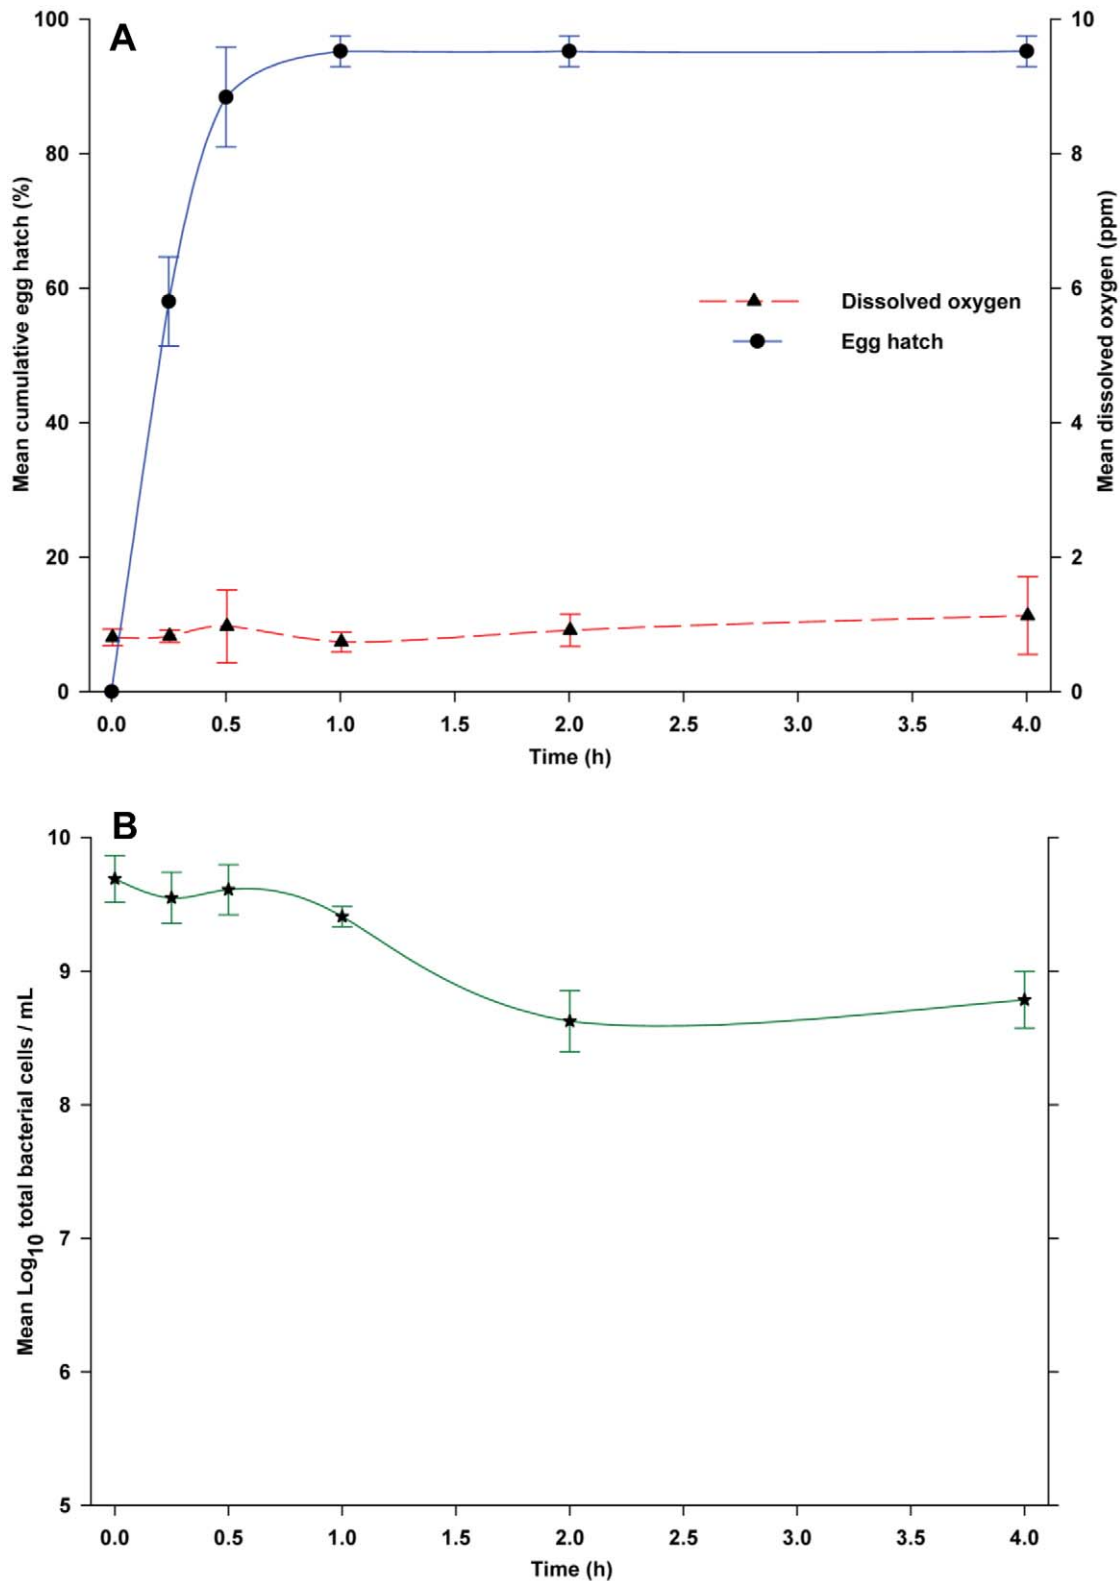 A
100
80
60
40
20
0
Mean cumulative egg hatch (%)
10
8
6
4
2
0
Mean dissolved oxygen (ppm)
Dissolved oxygen
Egg hatch
0.0 0.5 1.0 1.5 2.0 2.5 3.0 3.5 4.0
Time (h)
B
10
9
8
7
6
5
Mean Log10 total bacterial cells / mL
0.0 0.5 1.0 1.5 2.0 2.5 3.0 3.5 4.0
Time (h)